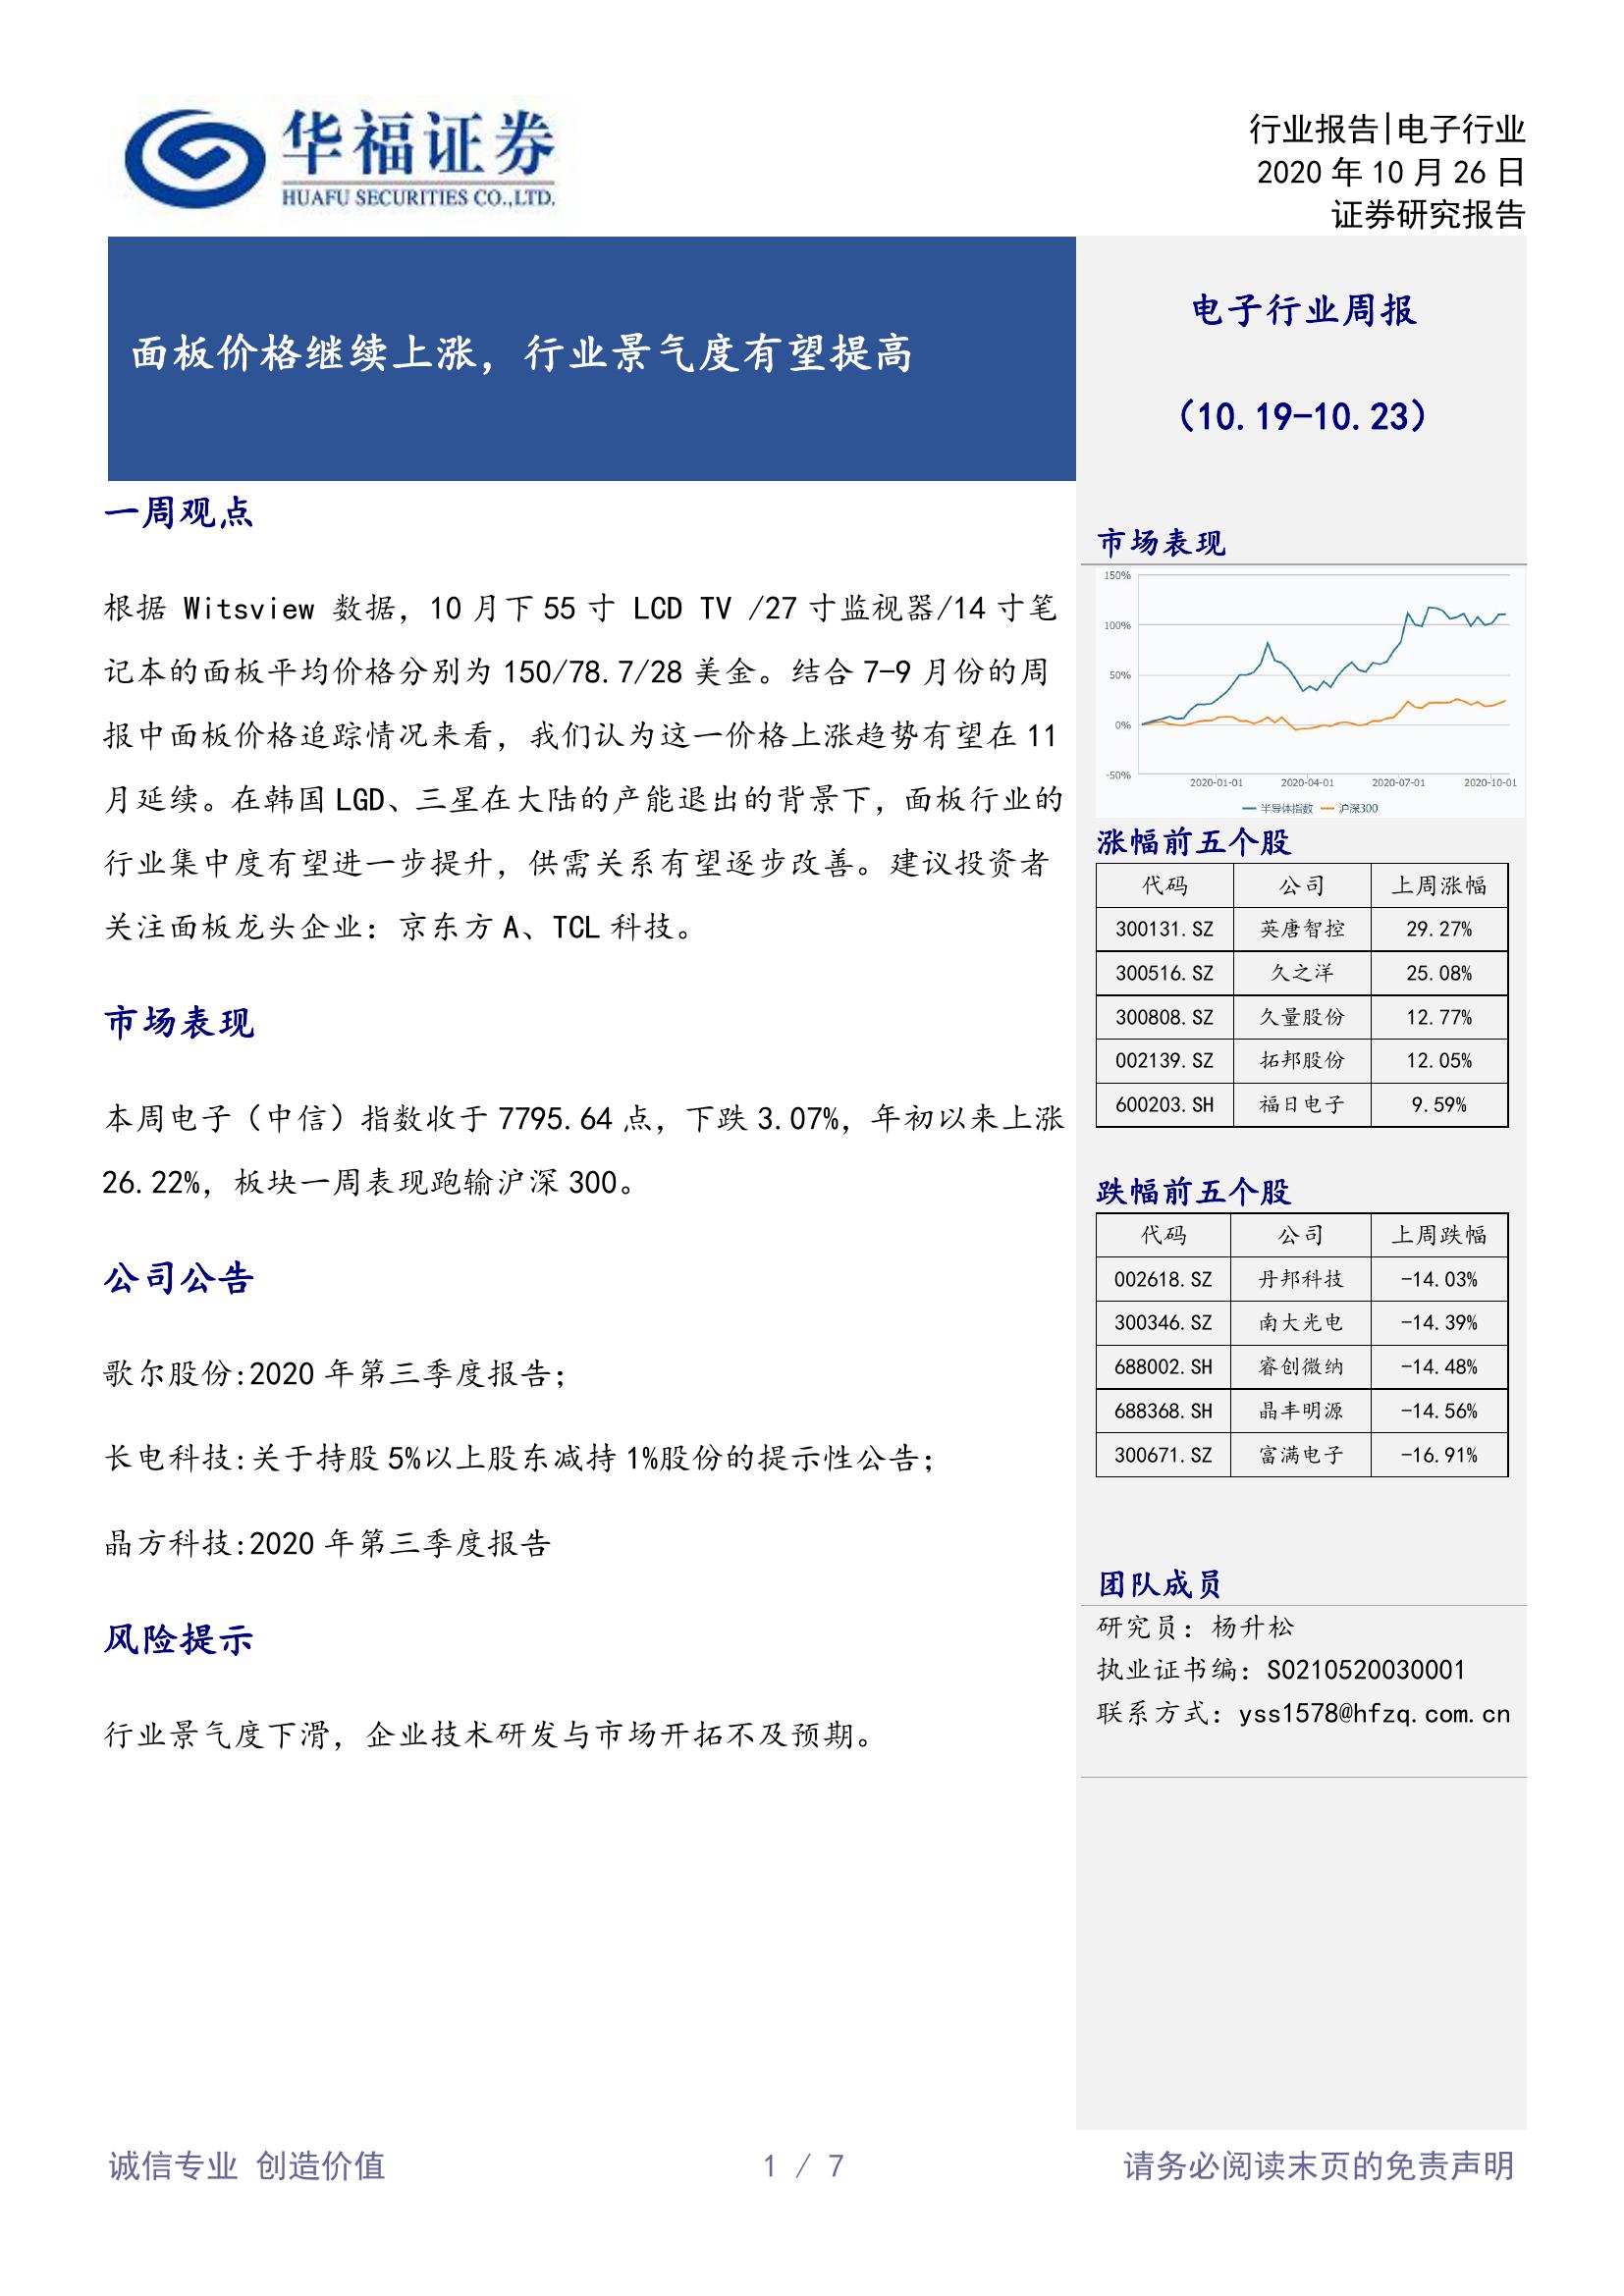 华福证券
HUAFU SECURITIES CO.,LTD.
行业报告|电子行业
2020 年 10 月 26 日
证券研究报告
面板价格继续上涨，行业景气度有望提高
电子行业周报
（10.19-10.23）
一周观点
根据 Witsview 数据，10 月下 55 寸 LCD TV /27 寸监视器/14 寸笔
记本的面板平均价格分别为 150/78.7/28 美金。结合 7-9 月份的周
报中面板价格追踪情况来看，我们认为这一价格上涨趋势有望在 11
月延续。在韩国 LGD、三星在大陆的产能退出的背景下，面板行业的
行业集中度有望进一步提升，供需关系有望逐步改善。建议投资者
关注面板龙头企业：京东方 A、TCL 科技。
市场表现
本周电子（中信）指数收于 7795.64 点，下跌 3.07%，年初以来上涨
26.22%，板块一周表现跑输沪深 300。
公司公告
歌尔股份:2020 年第三季度报告；
长电科技:关于持股 5%以上股东减持 1%股份的提示性公告；
晶方科技:2020 年第三季度报告
风险提示
行业景气度下滑，企业技术研发与市场开拓不及预期。
市场表现
150%
100%
50%
0%
-50%
2020-01-01 2020-04-01 2020-07-01 2020-10-01
半导体指数 沪深300
涨幅前五个股
代码 公司 上周涨幅
300131.SZ 英唐智控 29.27%
300516.SZ 久之洋 25.08%
300808.SZ 久量股份 12.77%
002139.SZ 拓邦股份 12.05%
600203.SH 福日电子 9.59%
跌幅前五个股
代码 公司 上周跌幅
002618.SZ 丹邦科技 -14.03%
300346.SZ 南大光电 -14.39%
688002.SH 睿创微纳 -14.48%
688368.SH 晶丰明源 -14.56%
300671.SZ 富满电子 -16.91%
团队成员
研究员：杨升松
执业证书编：S0210520030001
联系方式：yss1578@hfzq.com.cn
诚信专业 创造价值 1 / 7 请务必阅读末页的免责声明